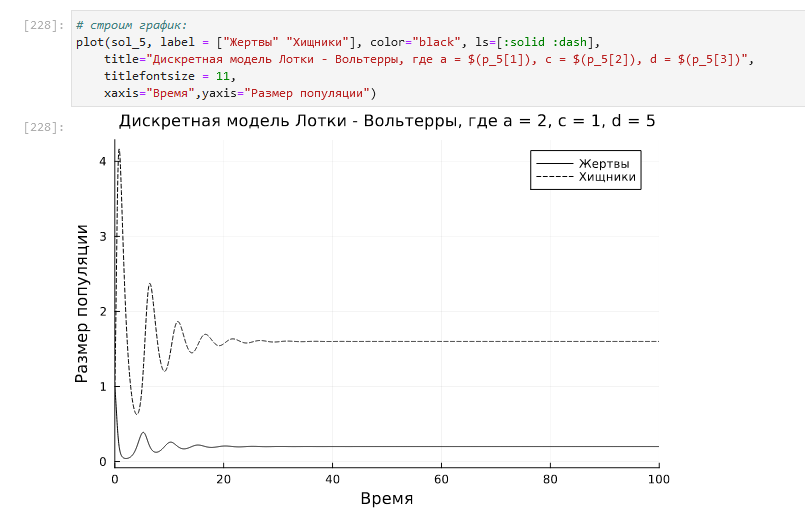 [228]: # строим график:
plot(sol_5, label = ["Жертвы" "Хищники"], color="black", ls=[:solid :dash],
title="Дискретная модель Лотки - Вольтерры, где a = $(p_5[1]), c = $(p_5[2]), d = $(p_5[3])",
titlefontsize = 11,
xaxis="Время",yaxis="Размер популяции")
[228]:
Дискретная модель Лотки - Вольтерры, где a = 2, c = 1, d = 5
Жертвы
Хищники
4
3
2
1
0
Размер популяции
0 20 40 60 80 100
Время